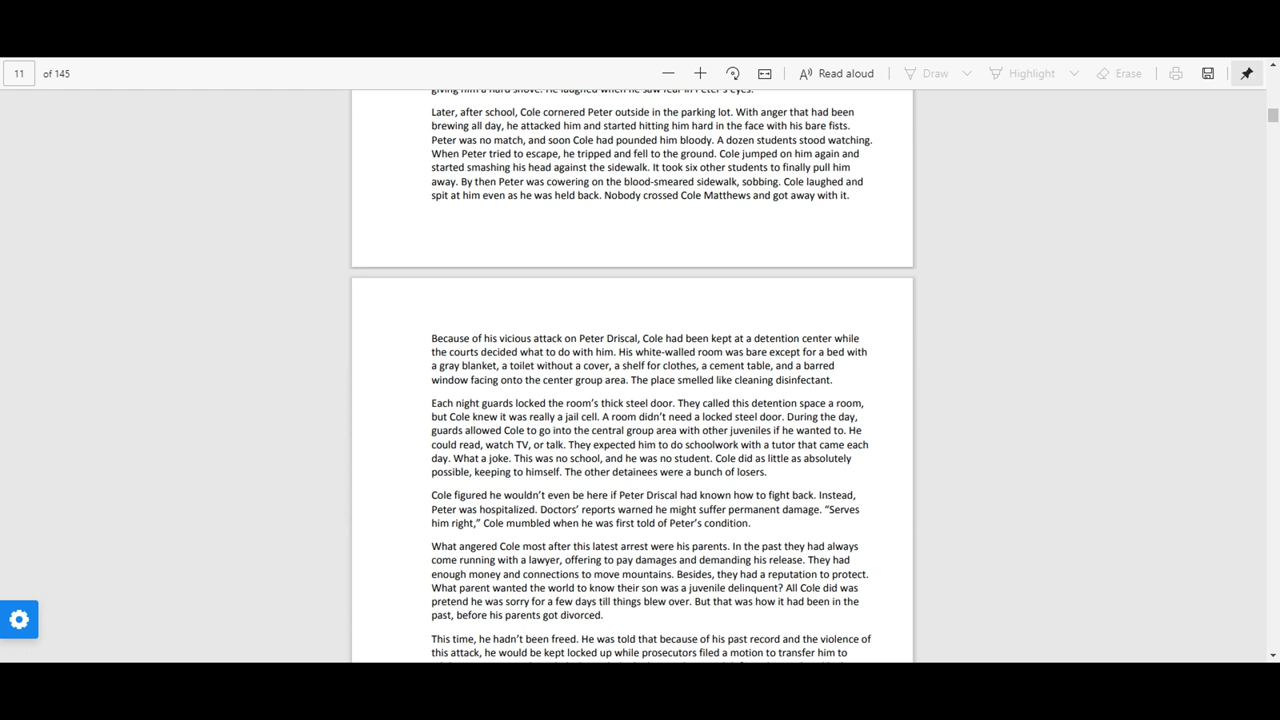 11 of 145
Read aloud
Draw
Highlight
Erase
giving him a hard shove. He laughed when he saw fear in Peter's eyes.
Later, after school, Cole cornered Peter outside in the parking lot. With anger that had been
brewing all day, he attacked him and started hitting him hard in the face with his bare fists.
Peter was no match, and soon Cole had pounded him bloody. A dozen students stood watching.
When Peter tried to escape, he tripped and fell to the ground. Cole jumped on him again and
started smashing his head against the sidewalk. It took six other students to finally pull him
away. By then Peter was cowering on the blood-smeared sidewalk, sobbing. Cole laughed and
spit at him even as he was held back. Nobody crossed Cole Matthews and got away with it.
Because of his vicious attack on Peter Driscal, Cole had been kept at a detention center while
the courts decided what to do with him. His white-walled room was bare except for a bed with
a gray blanket, a toilet without a cover, a shelf for clothes, a cement table, and a barred
window facing onto the center group area. The place smelled like cleaning disinfectant.
Each night guards locked the room’s thick steel door. They called this detention space a room,
but Cole knew it was really a jail cell. A room didn’t need a locked steel door. During the day,
guards allowed Cole to go into the central group area with other juveniles if he wanted to. He
could read, watch TV, or talk. They expected him to do schoolwork with a tutor that came each
day. What a joke. This was no school, and he was no student. Cole did as little as absolutely
possible, keeping to himself. The other detainees were a bunch of losers.
Cole figured he wouldn’t even be here if Peter Driscal had known how to fight back. Instead,
Peter was hospitalized. Doctors’ reports warned he might suffer permanent damage. “Serves
him right,” Cole mumbled when he was first told of Peter’s condition.
What angered Cole most after this latest arrest were his parents. In the past they had always
come running with a lawyer, offering to pay damages and demanding his release. They had
enough money and connections to move mountains. Besides, they had a reputation to protect.
What parent wanted the world to know their son was a juvenile delinquent? All Cole did was
pretend he was sorry for a few days till things blew over. But that was how it had been in the
past, before his parents got divorced.
This time, he hadn’t been freed. He was told that because of his past record and the violence of
this attack, he would be kept locked up while prosecutors filed a motion to transfer him to